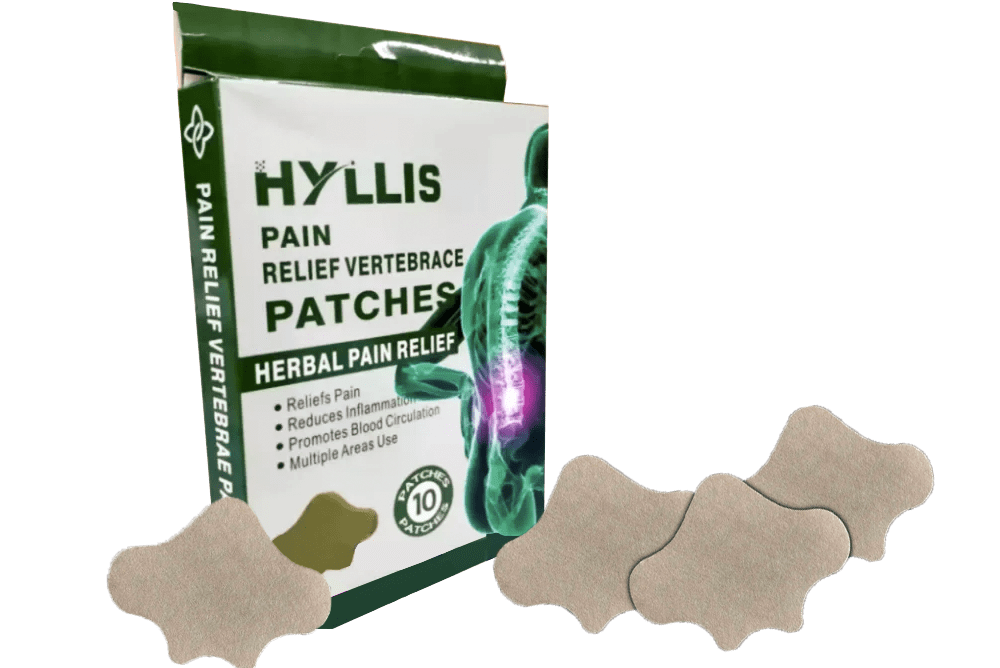 HYLLIS
PAIN
RELIEF VERTEBRACE
PATCHES
HERBAL PAIN RELIEF
• Reliefs Pain
• Reduces Inflammation
• Promotes Blood Circulation
• Multiple Areas Use
PATCHES
10
PATCHES
PAIN RELIEF VERTEBRAE